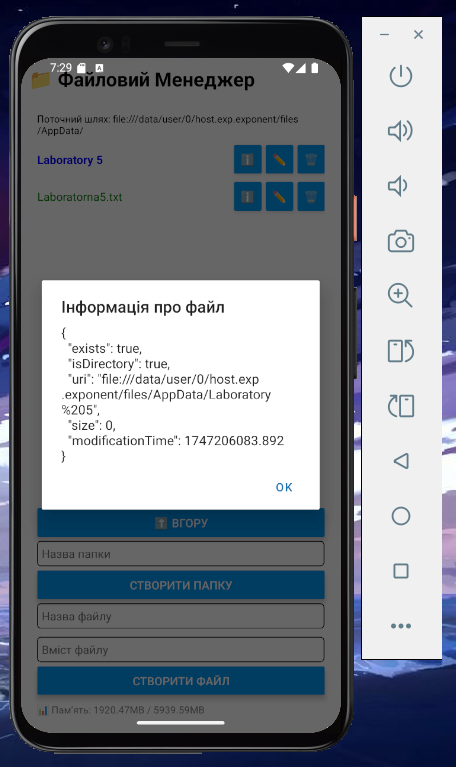 7:29
📁 Файловий Менеджер
Поточний шлях: file:///data/user/0/host.exp.exponent/files
/AppData/
Laboratory 5
Laboratorna5.txt
Інформація про файл
{
"exists": true,
"isDirectory": true,
"uri": "file:///data/user/0/host.exp
.exponent/files/AppData/Laboratory
%205",
"size": 0,
"modificationTime": 1747206083.892
}
OK
⬆️ ВГОРУ
Назва папки
СТВОРИТИ ПАПКУ
Назва файлу
Вміст файлу
СТВОРИТИ ФАЙЛ
📊 Пам'ять: 1920.47MB / 5939.59MB